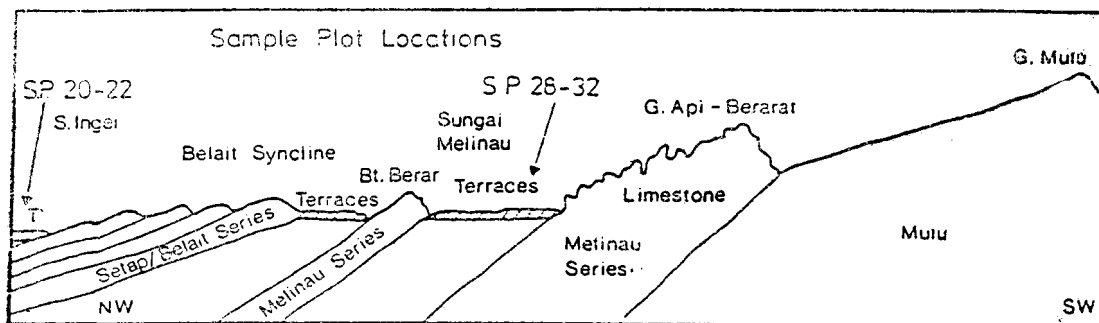 Sample Plot Locations
G. Mulu
S.P. 20-22
S P 28-32
S. Ingei
Sungai
Melinau
G. Api - Berarat
Belait Syncline
Bt. Berar
T
Terraces
Terraces
Limestone
Setap/Belait Series
Melinau Series
Melinau
Series
Mulu
NW
SW